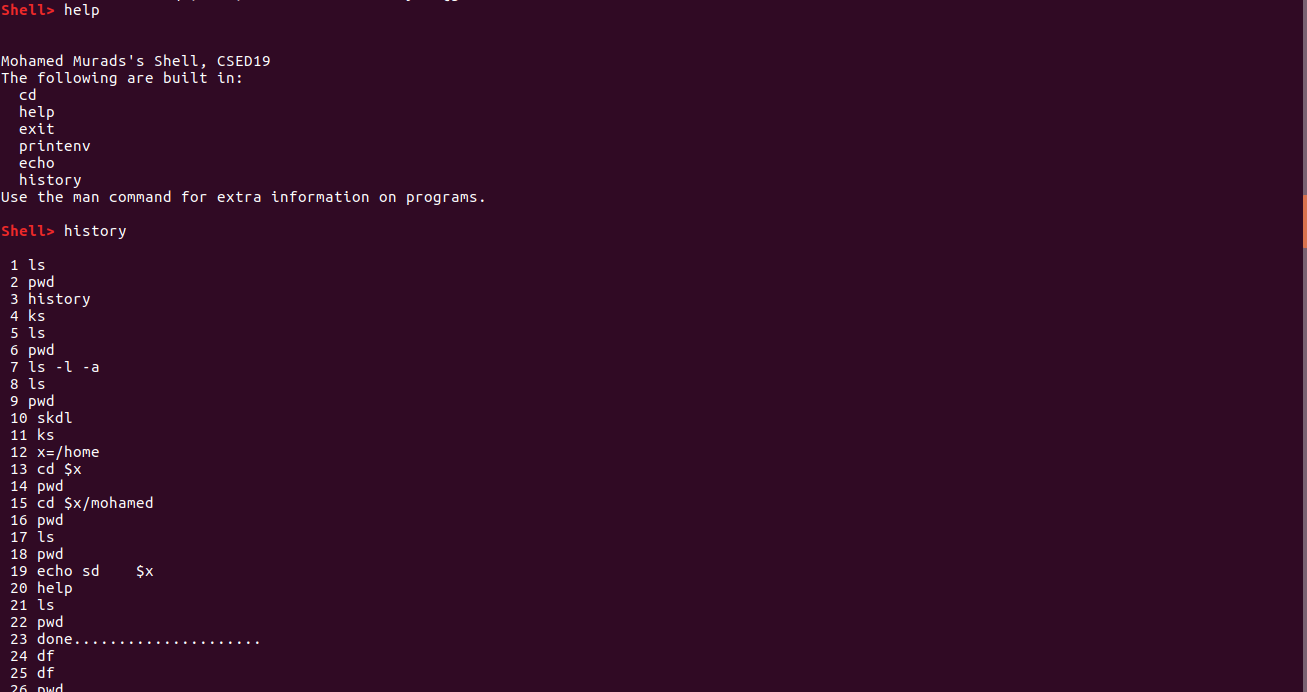 Shell> help
Mohamed Murads's Shell, CSED19
The following are built in:
  cd
  help
  exit
  printenv
  echo
  history
Use the man command for extra information on programs.
Shell> history
 1 ls
 2 pwd
 3 history
 4 ks
 5 ls
 6 pwd
 7 ls -l -a
 8 ls
 9 pwd
 10 skdl
 11 ks
 12 x=/home
 13 cd $x
 14 pwd
 15 cd $x/mohamed
 16 pwd
 17 ls
 18 pwd
 19 echo sd    $x
 20 help
 21 ls
 22 pwd
 23 done.....................
 24 df
 25 df
 26 pwd